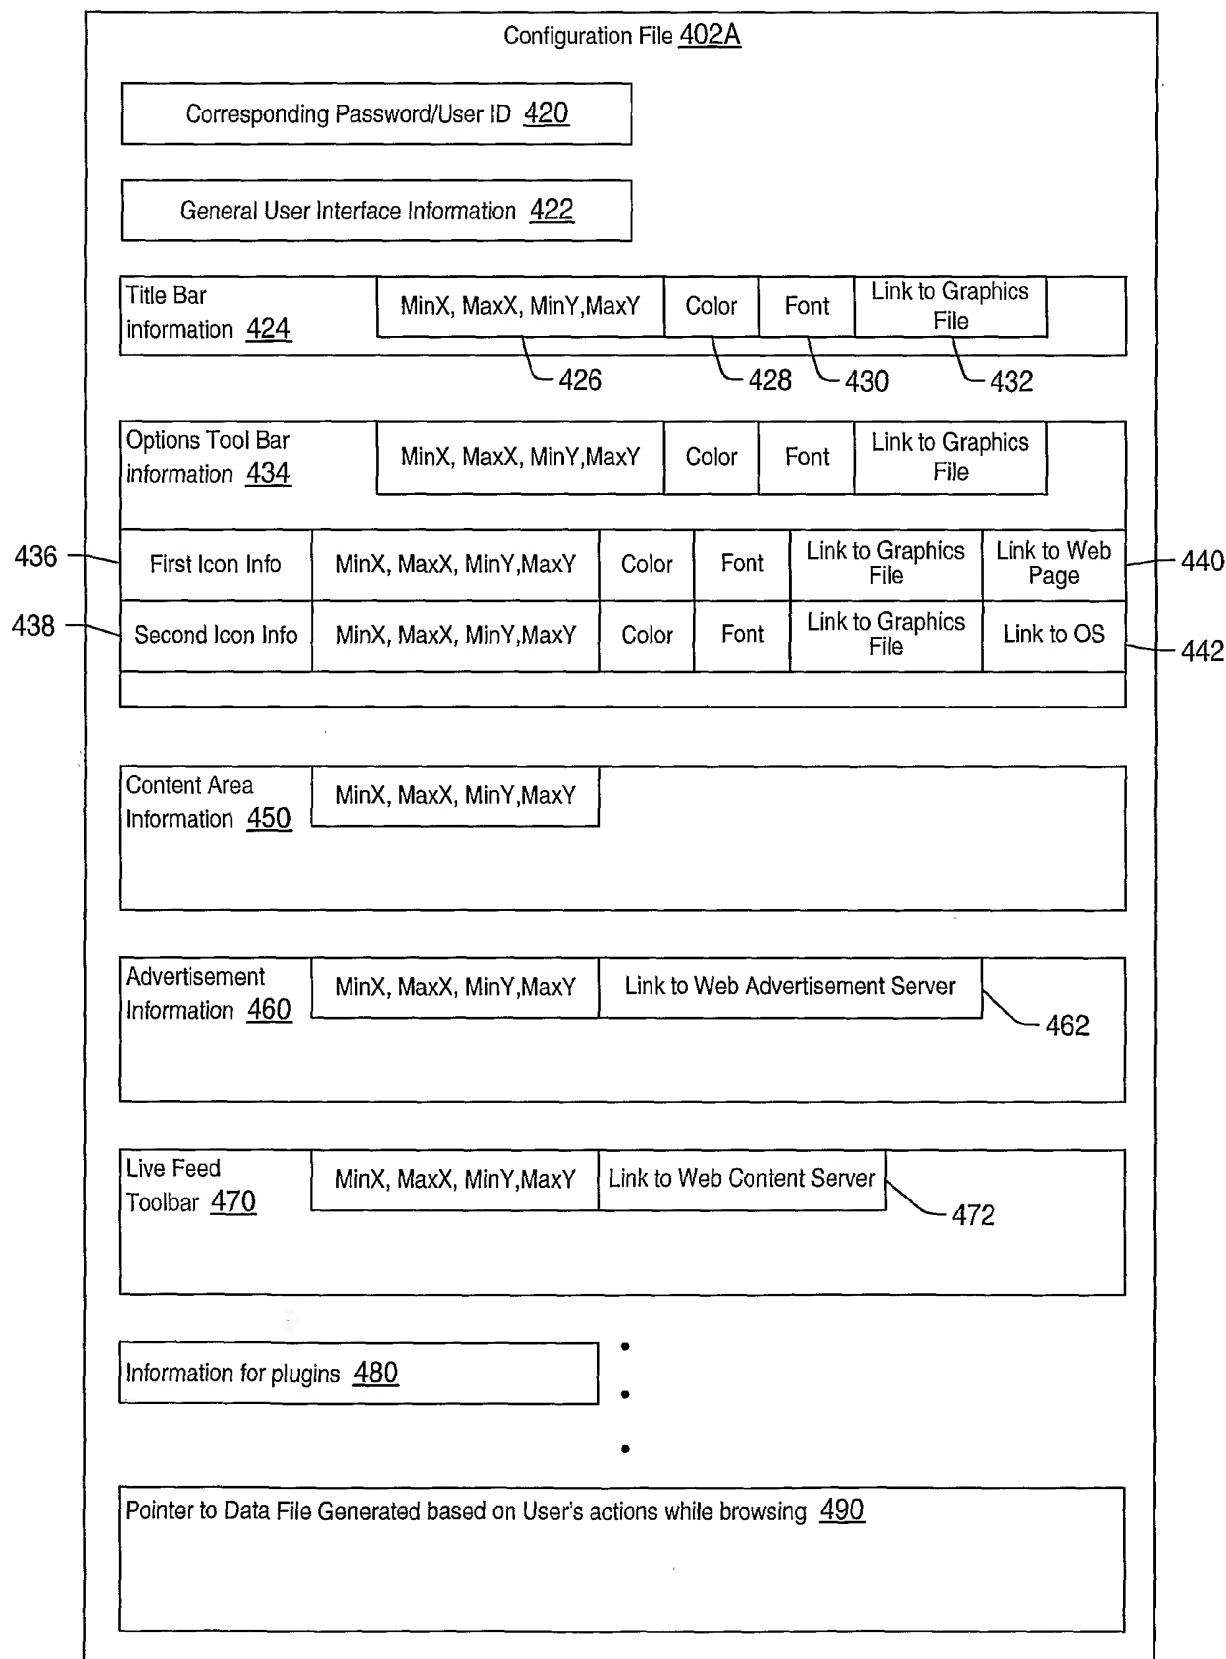 Configuration File 402A
Corresponding Password/User ID 420
General User Interface Information 422
Title Bar
information 424
MinX, MaxX, MinY,MaxY
Color
Font
Link to Graphics
File
426
428
430
432
Options Tool Bar
information 434
MinX, MaxX, MinY,MaxY
Color
Font
Link to Graphics
File
436
First Icon Info
MinX, MaxX, MinY,MaxY
Color
Font
Link to Graphics
File
Link to Web
Page
440
438
Second Icon Info
MinX, MaxX, MinY,MaxY
Color
Font
Link to Graphics
File
Link to OS
442
Content Area
Information 450
MinX, MaxX, MinY,MaxY
Advertisement
Information 460
MinX, MaxX, MinY,MaxY
Link to Web Advertisement Server
462
Live Feed
Toolbar 470
MinX, MaxX, MinY,MaxY
Link to Web Content Server
472
Information for plugins 480
Pointer to Data File Generated based on User's actions while browsing 490